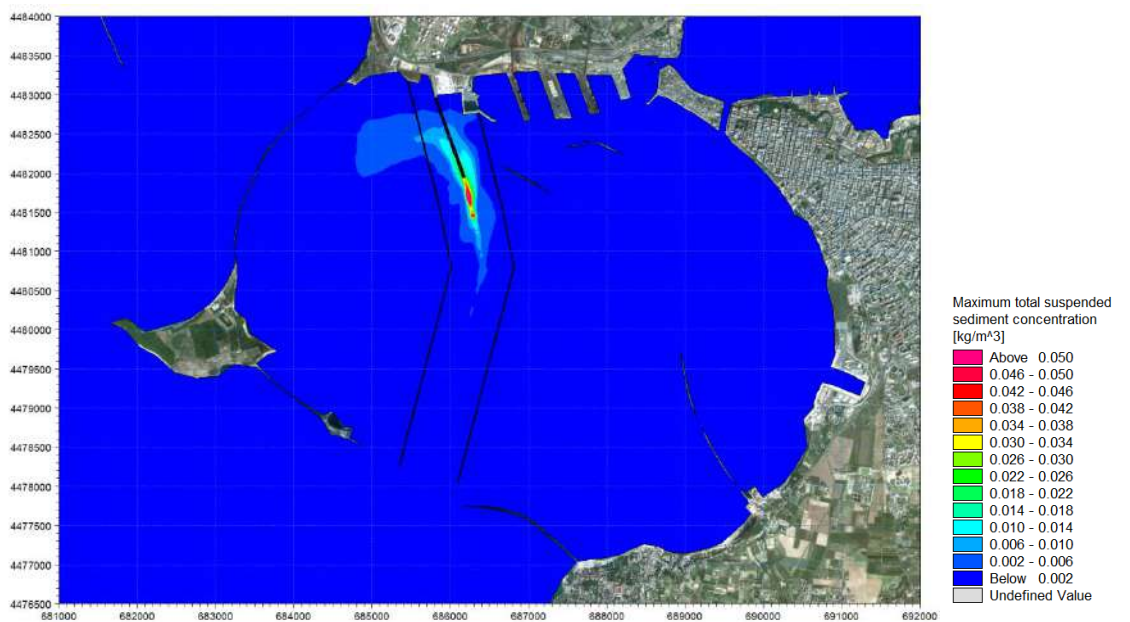 4484000
4483500
4483000
4482500
4482000
4481500
4481000
4480500
4480000
4479500
4479000
4478500
4478000
4477500
4477000
4476500
681000 682000 683000 684000 685000 686000 687000 688000 689000 690000 691000 692000
Maximum total suspended
sediment concentration
[kg/m^3]
Above 0.050
0.046 - 0.050
0.042 - 0.046
0.038 - 0.042
0.034 - 0.038
0.030 - 0.034
0.026 - 0.030
0.022 - 0.026
0.018 - 0.022
0.014 - 0.018
0.010 - 0.014
0.006 - 0.010
0.002 - 0.006
Below 0.002
Undefined Value